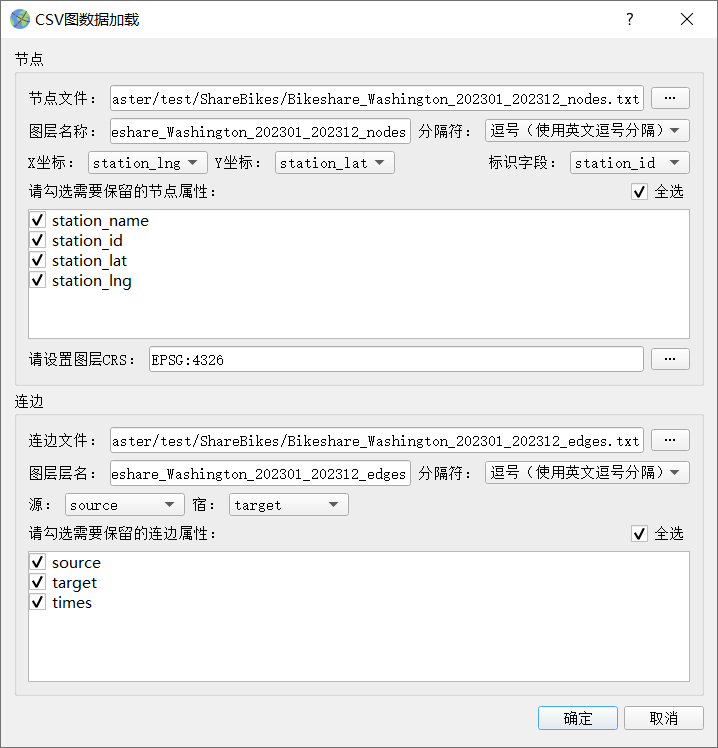 CSV图数据加载
节点
节点文件： aster/test/ShareBikes/Bikeshare_Washington_202301_202312_nodes.txt ...
图层名称： eshare_Washington_202301_202312_nodes 分隔符： 逗号（使用英文逗号分隔）
X坐标： station_lng Y坐标： station_lat 标识字段： station_id
请勾选需要保留的节点属性： 全选
station_name
station_id
station_lat
station_lng
请设置图层CRS： EPSG:4326 ...
连边
连边文件： aster/test/ShareBikes/Bikeshare_Washington_202301_202312_edges.txt ...
图层层名： eshare_Washington_202301_202312_edges 分隔符： 逗号（使用英文逗号分隔）
源： source 宿： target
请勾选需要保留的连边属性： 全选
source
target
times
确定 取消